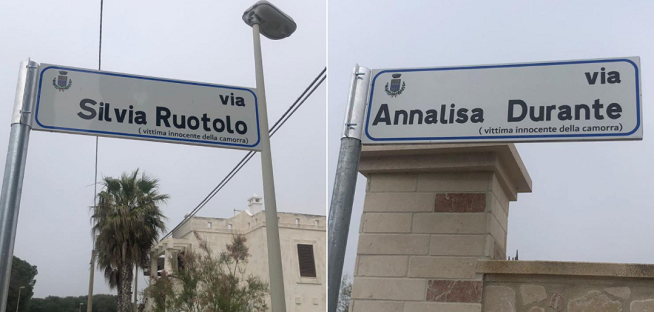 via
Silvia Ruotolo
( vittima innocente della camorra)
via
Annalisa Durante
( vittima innocente della camorra)